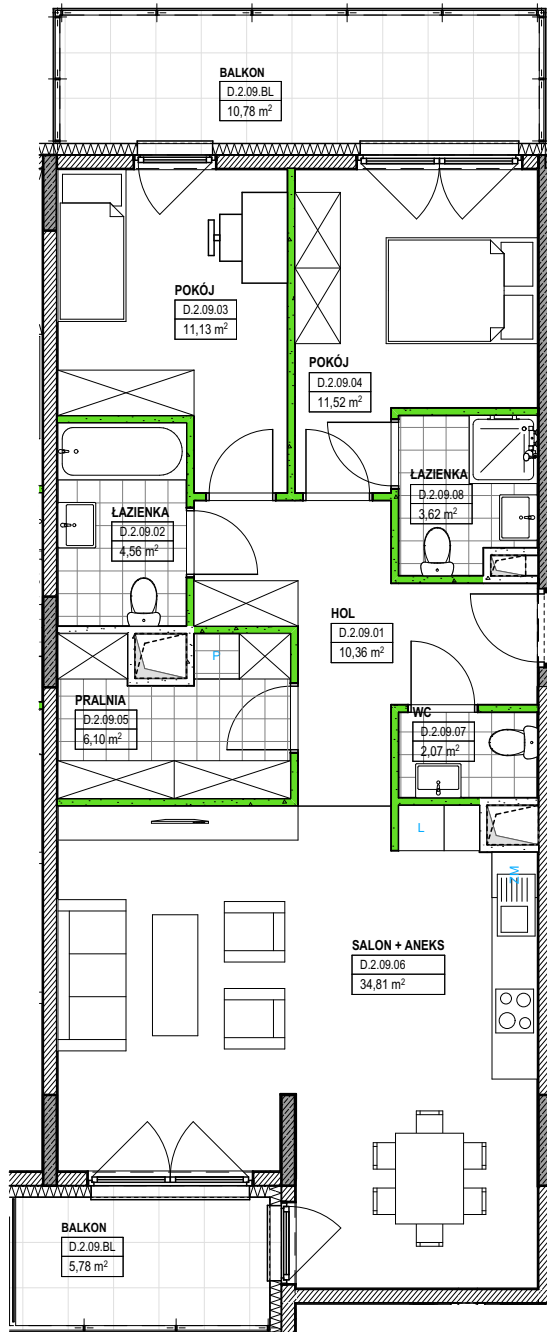 BALKON
D.2.09.BL
10,78 m²
POKÓJ
D.2.09.03
11,13 m²
POKÓJ
D.2.09.04
11,52 m²
ŁAZIENKA
D.2.09.08
3,62 m²
ŁAZIENKA
D.2.09.02
4,56 m²
HOL
D.2.09.01
10,36 m²
P
PRALNIA
D.2.09.05
6,10 m²
WC
D.2.09.07
2,07 m²
L
ZM
SALON + ANEKS
D.2.09.06
34,81 m²
BALKON
D.2.09.BL
5,78 m²